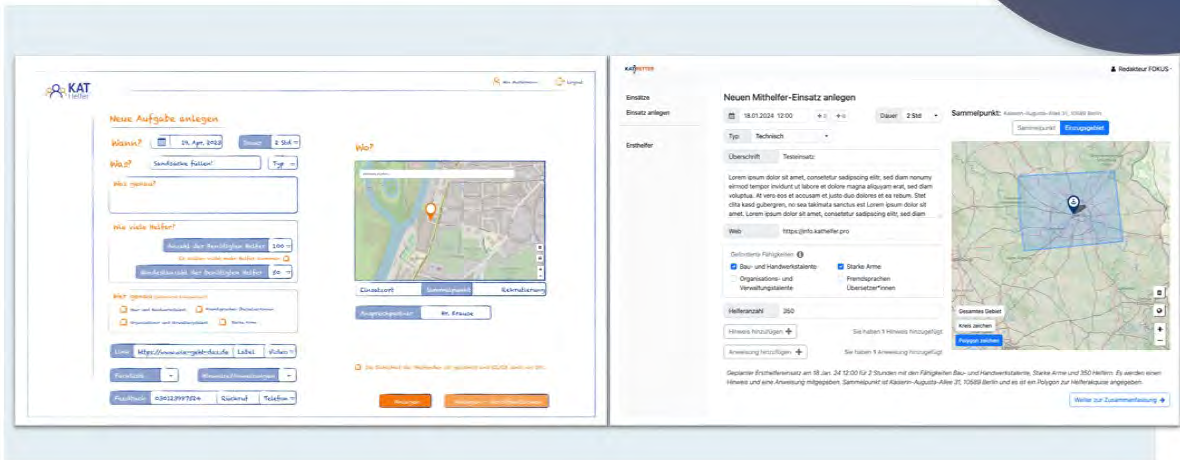 KAT
Helfer
Logout
Neue Aufgabe anlegen
Wann? 29. Apr. 2023 Dauer 2 Std
Was? Sandsäcke füllen! Typ
Was genau?
Wie viele Helfer?
Anzahl der benötigten Helfer 100
Mindestanzahl der benötigten Helfer 50
Wer genau
Starke Arme
Link Label Video
Feedback Rückruf Telefon
Wo?
Einsatzort Sammelpunkt Rekrutierung
Ansprechpartner Hr. Krause
KATRETTER
Redakteur FOKUS
Einsätze
Einsatz anlegen
Ersthelfer
Neuen Mithelfer-Einsatz anlegen
18.01.2024 12:00 Dauer 2 Std
Typ Technisch
Überschrift Testeinsatz
Lorem ipsum dolor sit amet, consetetur sadipscing elitr, sed diam nonumy
eirmod tempor invidunt ut labore et dolore magna aliquyam erat, sed diam
voluptua. At vero eos et accusam et justo duo dolores et ea rebum. Stet
clita kasd gubergren, no sea takimata sanctus est Lorem ipsum dolor sit
amet. Lorem ipsum dolor sit amet, consetetur sadipscing elitr, sed diam
Web https://info.kathelfer.pro
Geforderte Fähigkeiten
Bau- und Handwerkstalente Starke Arme
Organisations- und Verwaltungstalente
Fremdsprachen Übersetzer*innen
Helferanzahl 350
Hinweis hinzufügen + Sie haben 1 Hinweis hinzugefügt
Anweisung hinzufügen + Sie haben 1 Anweisung hinzugefügt
Sammelpunkt: Kaiserin-Augusta-Allee 31, 10589 Berlin
Sammelpunkt Einzugsgebiet
Gesamtes Gebiet
Kreis zeichen
Polygon zeichen
Geplanter Ersthelfereinsatz am 18 Jan. 24 12:00 für 2 Stunden mit den Fähigkeiten Bau- und Handwerkstalente, Starke Arme und 350 Helfern. Es werden einen
Hinweis und eine Anweisung mitgegeben. Sammelpunkt ist Kaiserin-Augusta-Allee 31, 10589 Berlin und es ist ein Polygon zur Helferakquise angegeben.
Weiter zur Zusammenfassung